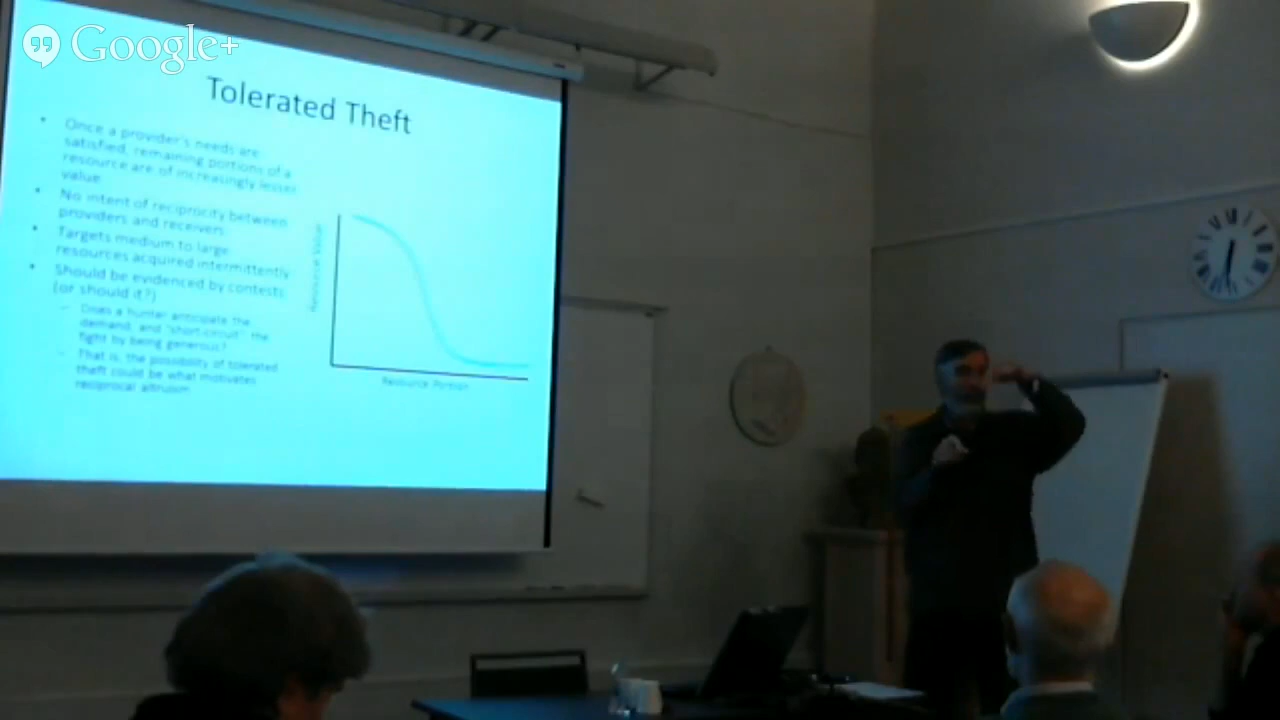 Google+
Tolerated Theft
• Once a provider's needs are
satisfied, remaining portions of a
resource are of increasingly lesser
value
• No intent of reciprocity between
providers and receivers
• Targets medium to large
resources acquired intermittently
• Should be evidenced by contests
(or should it?)
– Does a hunter anticipate the
demand, and "short-circuit" the
fight by being generous?
– That is, the possibility of tolerated
theft could be what motivates
reciprocal altruism
Resource Value
Resource Portion